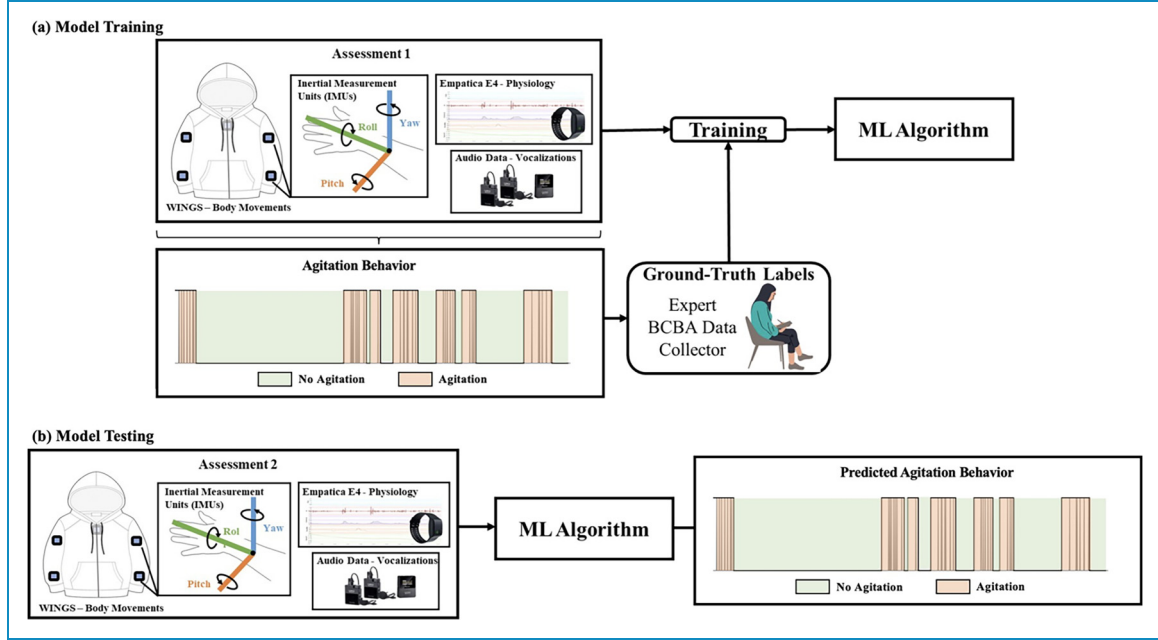 (a) Model Training
Assessment 1
Inertial Measurement
Units (IMUs)
Roll
Yaw
Pitch
WINGS – Body Movements
Empatica E4 - Physiology
Audio Data - Vocalizations
Training
ML Algorithm
Agitation Behavior
No Agitation
Agitation
Ground-Truth Labels
Expert
BCBA Data
Collector
(b) Model Testing
Assessment 2
Inertial Measurement
Units (IMUs)
Rol
Yaw
Pitch
WINGS – Body Movements
Empatica E4 - Physiology
Audio Data - Vocalizations
ML Algorithm
Predicted Agitation Behavior
No Agitation
Agitation